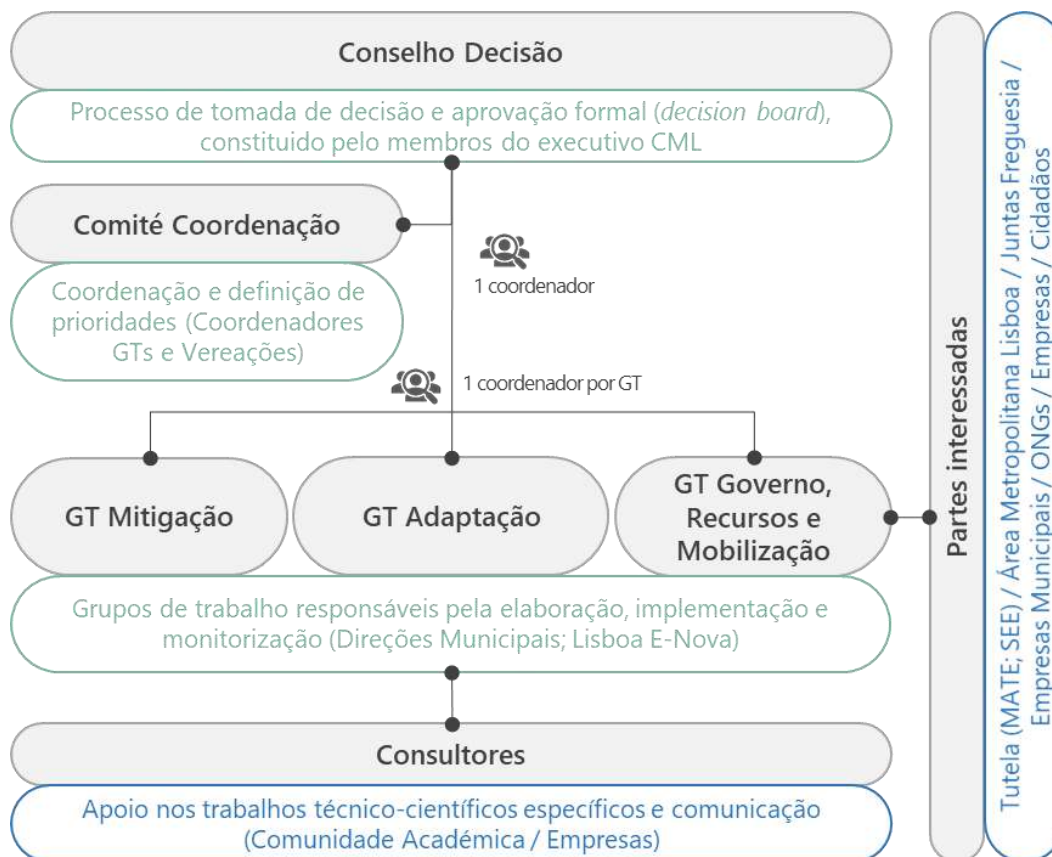 Conselho Decisão
Processo de tomada de decisão e aprovação formal (decision board),
constituido pelo membros do executivo CML
Comité Coordenação
Coordenação e definição de
prioridades (Coordenadores
GTs e Vereações)
1 coordenador
1 coordenador por GT
GT Mitigação
GT Adaptação
GT Governo,
Recursos e
Mobilização
Grupos de trabalho responsáveis pela elaboração, implementação e
monitorização (Direções Municipais; Lisboa E-Nova)
Consultores
Apoio nos trabalhos técnico-científicos específicos e comunicação
(Comunidade Académica / Empresas)
Partes interessadas
Tutela (MATE; SEE) / Área Metropolitana Lisboa / Juntas Freguesia /
Empresas Municipais / ONGs / Empresas / Cidadãos